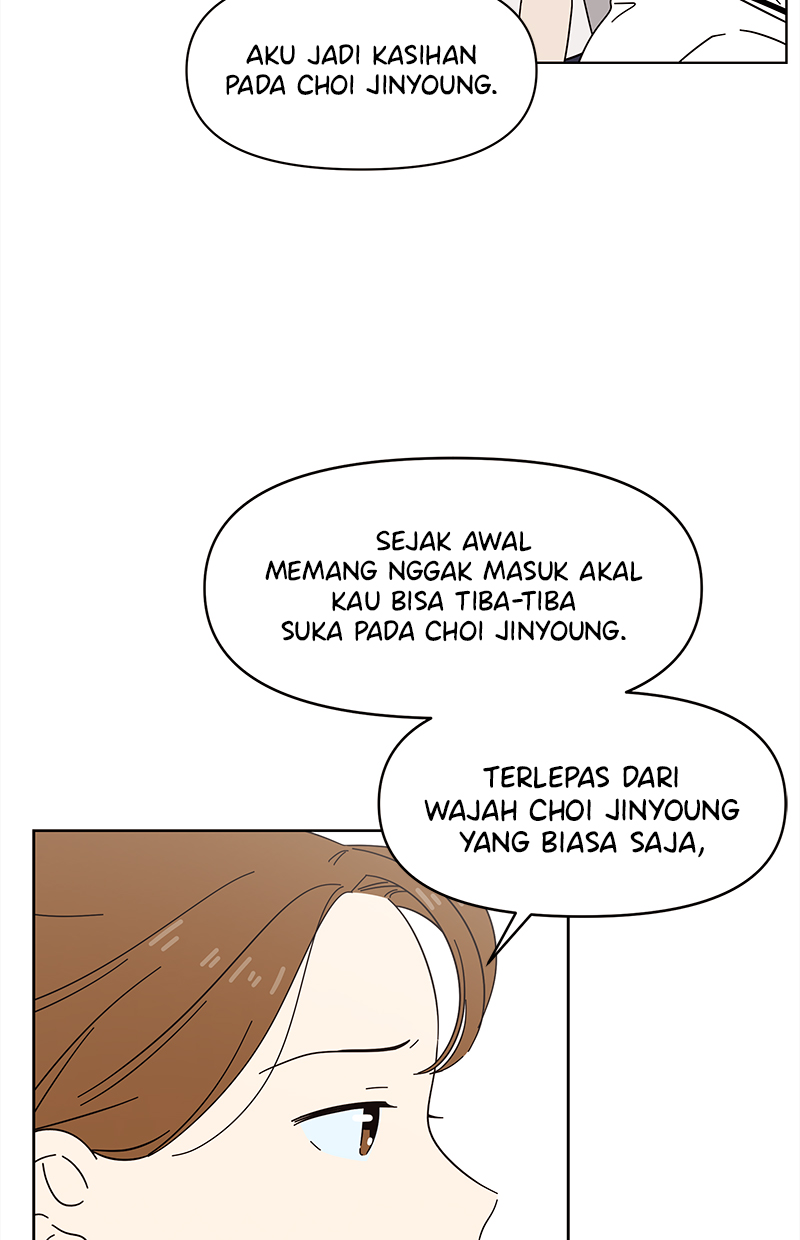 AKU JADI KASIHAN
PADA CHOI JINYOUNG.
SEJAK AWAL
MEMANG NGGAK MASUK AKAL
KAU BISA TIBA-TIBA
SUKA PADA CHOI JINYOUNG.
TERLEPAS DARI
WAJAH CHOI JINYOUNG
YANG BIASA SAJA,